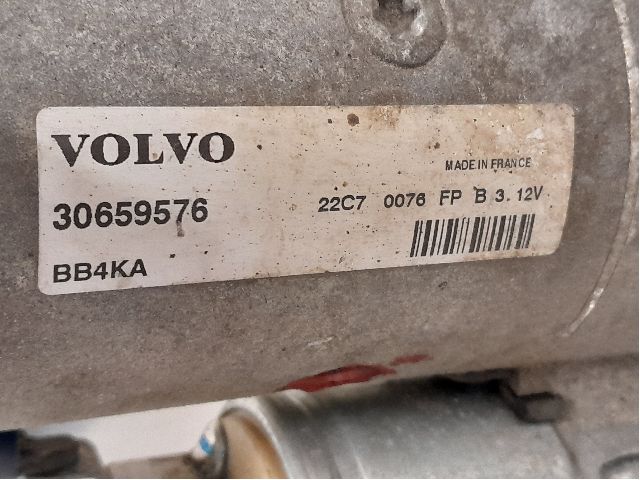 VOLVO
MADE IN FRANCE
30659576
22C7 0076 FP B 3. 12V
BB4KA